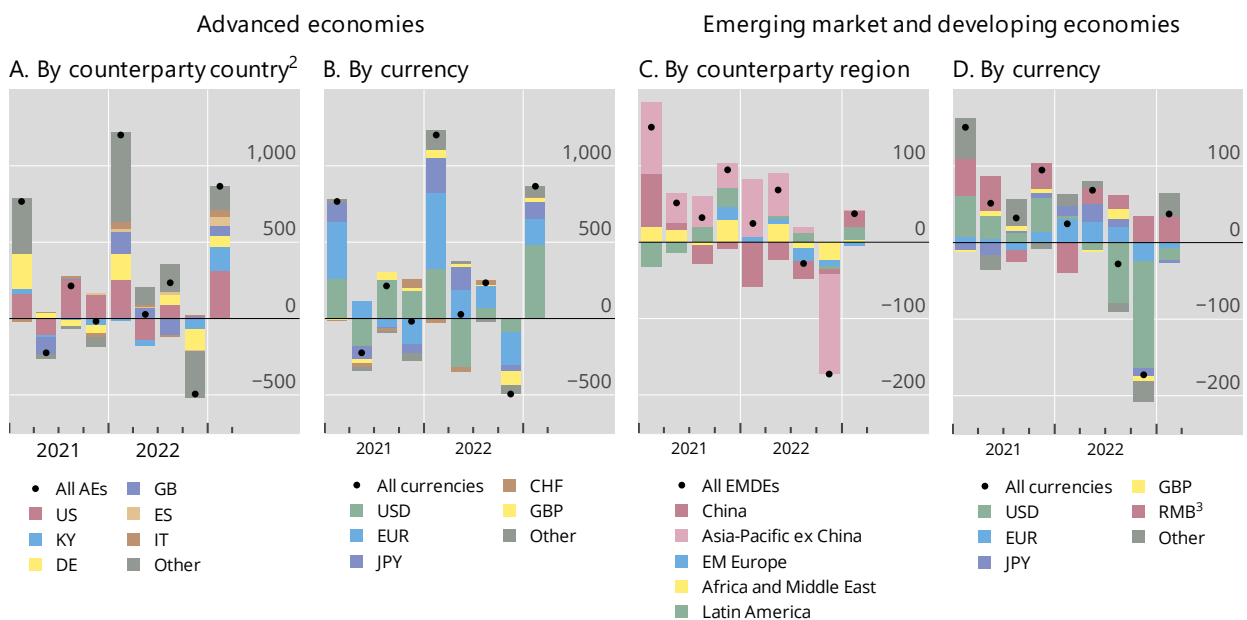 Advanced economies
Emerging market and developing economies
A. By counterparty country2
B. By currency
C. By counterparty region
D. By currency
1,000
500
0
−500
2021
2022
1,000
500
0
−500
2021
2022
100
0
−100
−200
2021
2022
100
0
−100
−200
2021
2022
All AEs
US
KY
DE
GB
ES
IT
Other
All currencies
USD
EUR
JPY
CHF
GBP
Other
All EMDEs
China
Asia-Pacific ex China
EM Europe
Africa and Middle East
Latin America
All currencies
USD
EUR
JPY
GBP
RMB3
Other